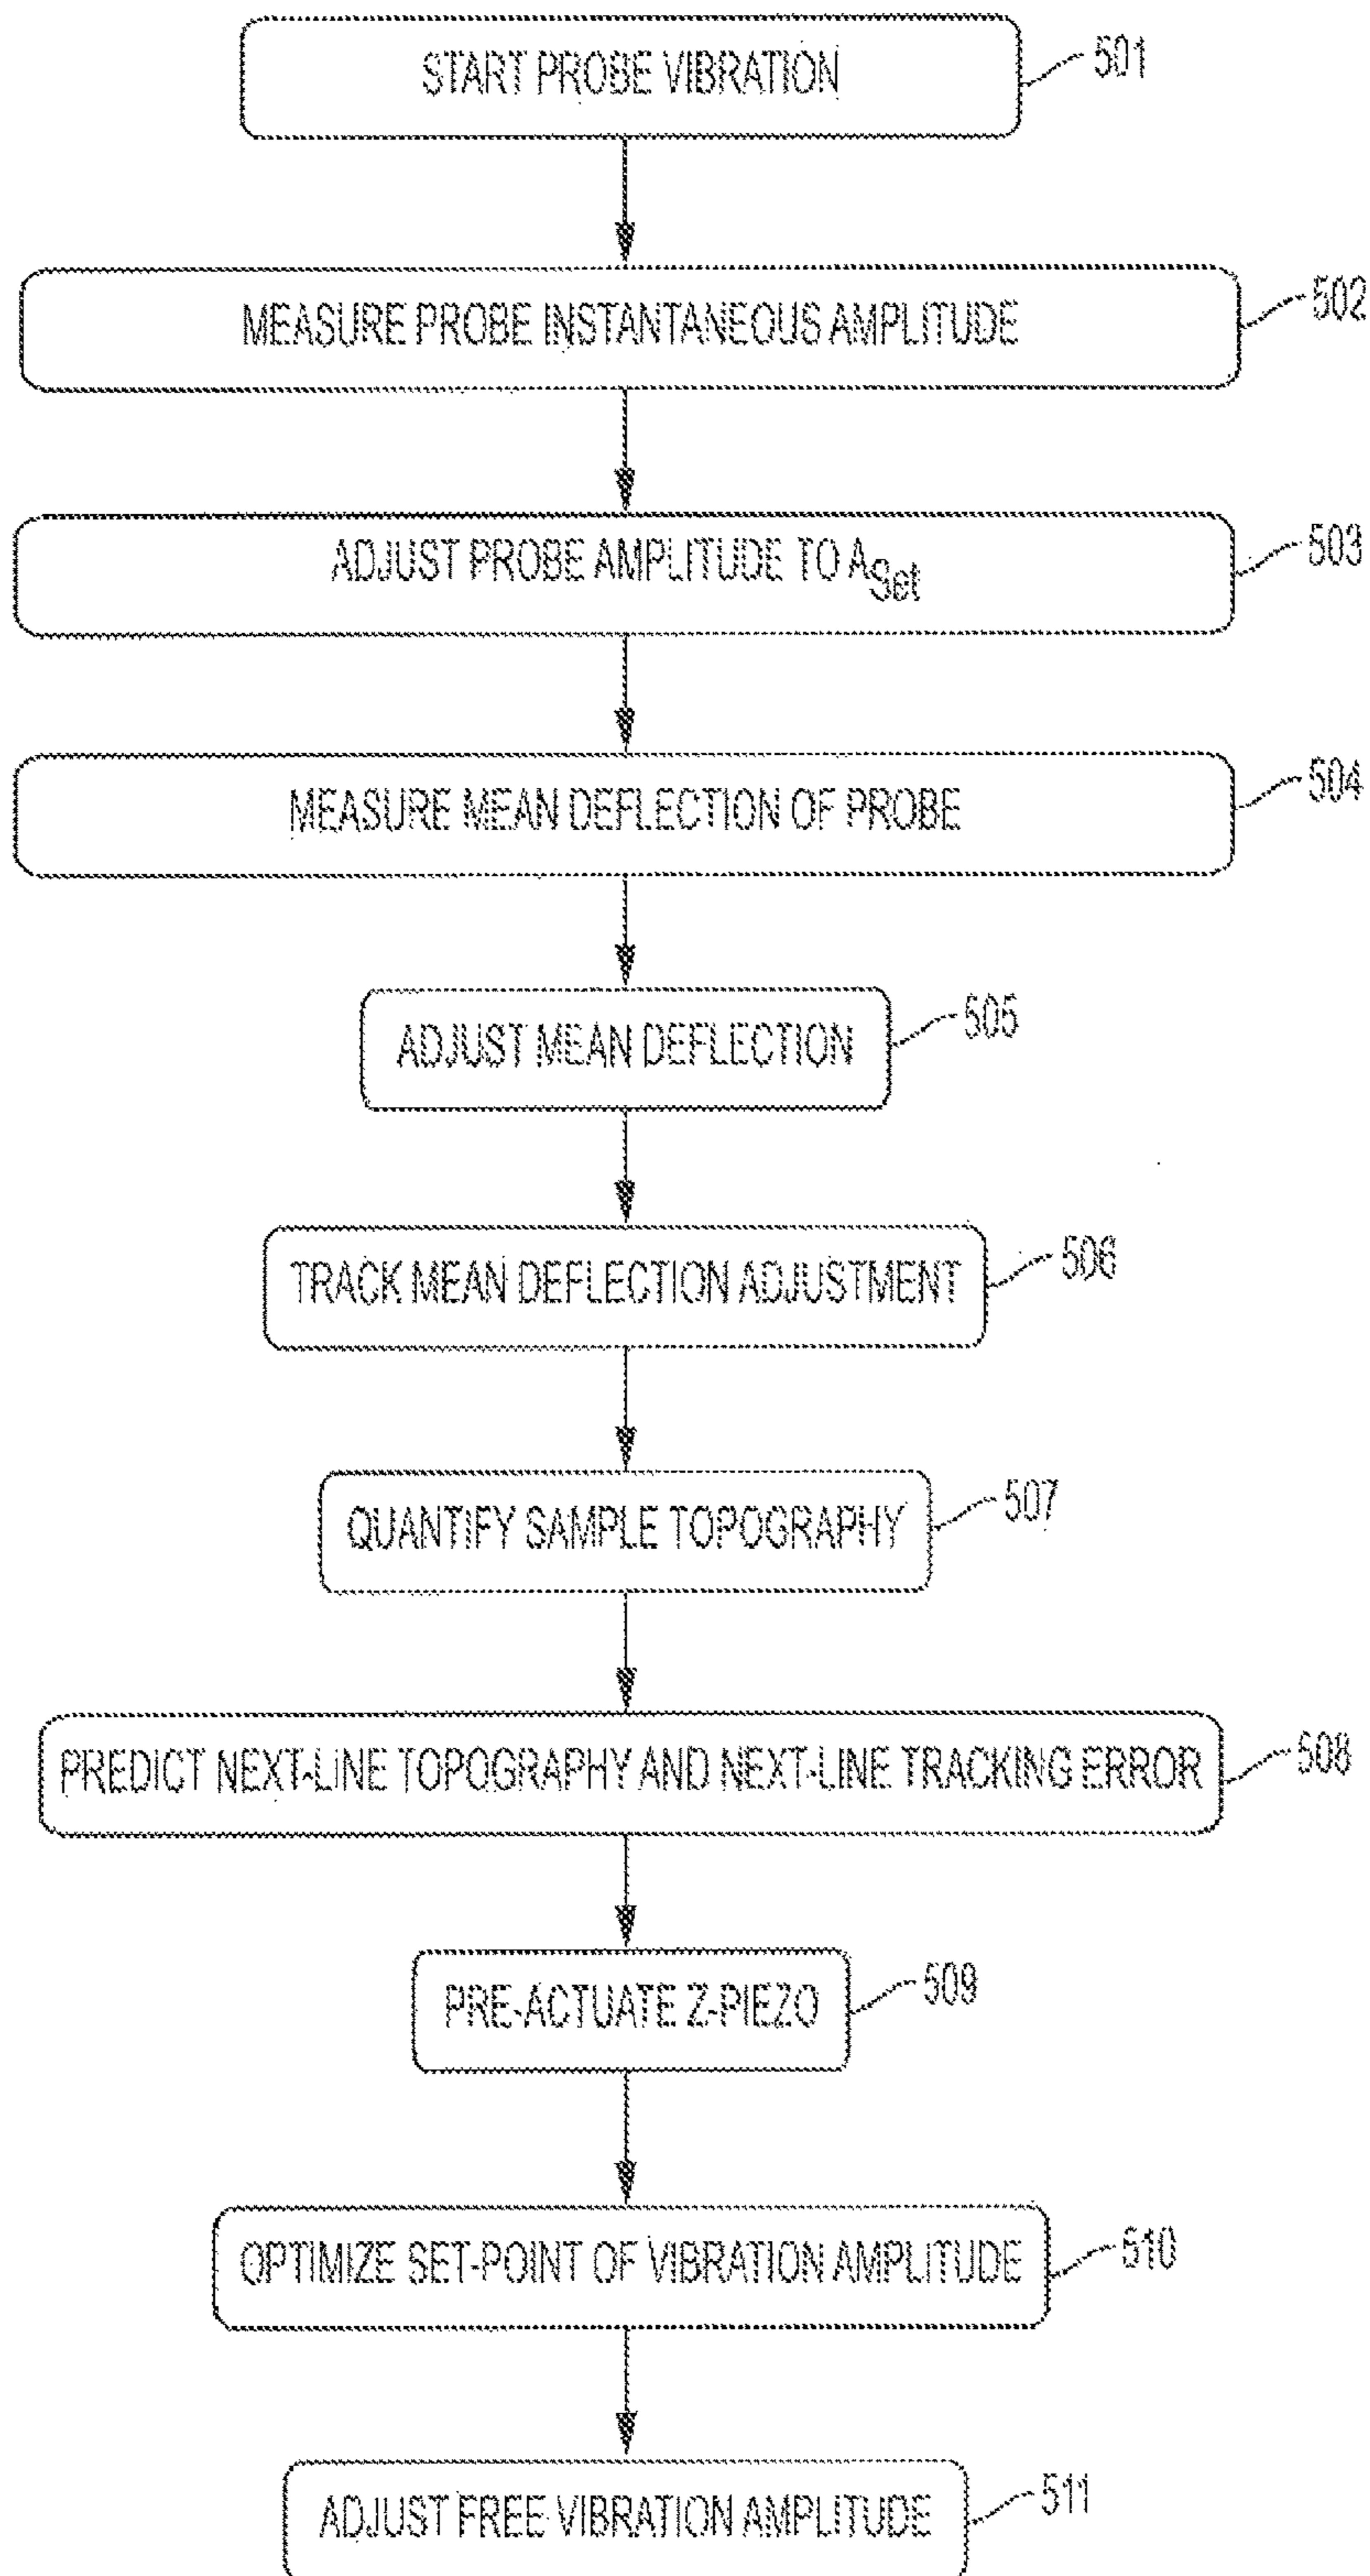 START PROBE VIBRATION 501
MEASURE PROBE INSTANTANEOUS AMPLITUDE 502
ADJUST PROBE AMPLITUDE TO ASet 503
MEASURE MEAN DEFLECTION OF PROBE 504
ADJUST MEAN DEFLECTION 505
TRACK MEAN DEFLECTION ADJUSTMENT 506
QUANTIFY SAMPLE TOPOGRAPHY 507
PREDICT NEXT-LINE TOPOGRAPHY AND NEXT-LINE TRACKING ERROR 508
PRE-ACTUATE Z-PIEZO 509
OPTIMIZE SET-POINT OF VIBRATION AMPLITUDE 510
ADJUST FREE VIBRATION AMPLITUDE 511